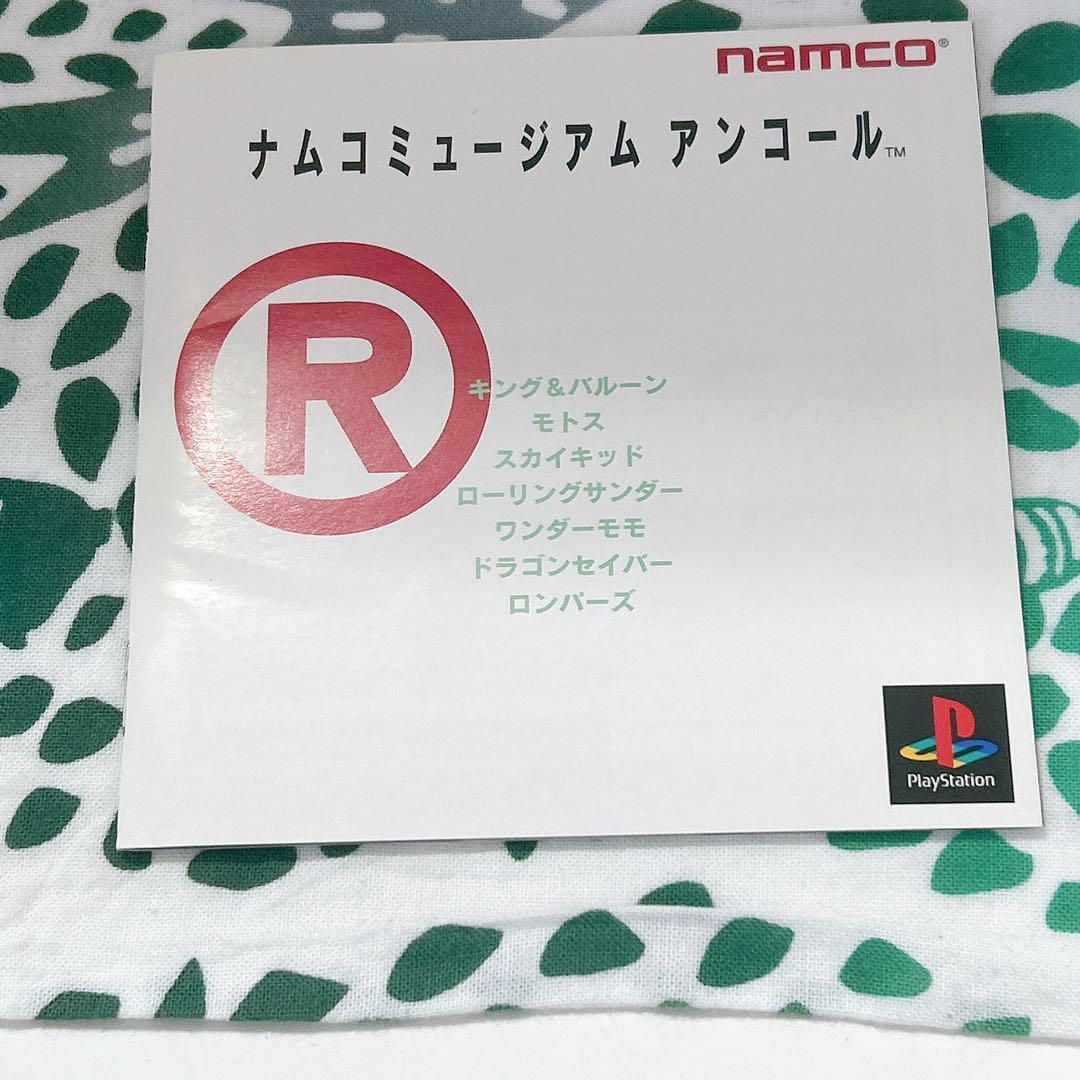 namco®
ナムコミュージアム アンコール™
R
キング&バルーン
モトス
スカイキッド
ローリングサンダー
ワンダーモモ
ドラゴンセイバー
ロンパーズ
PlayStation